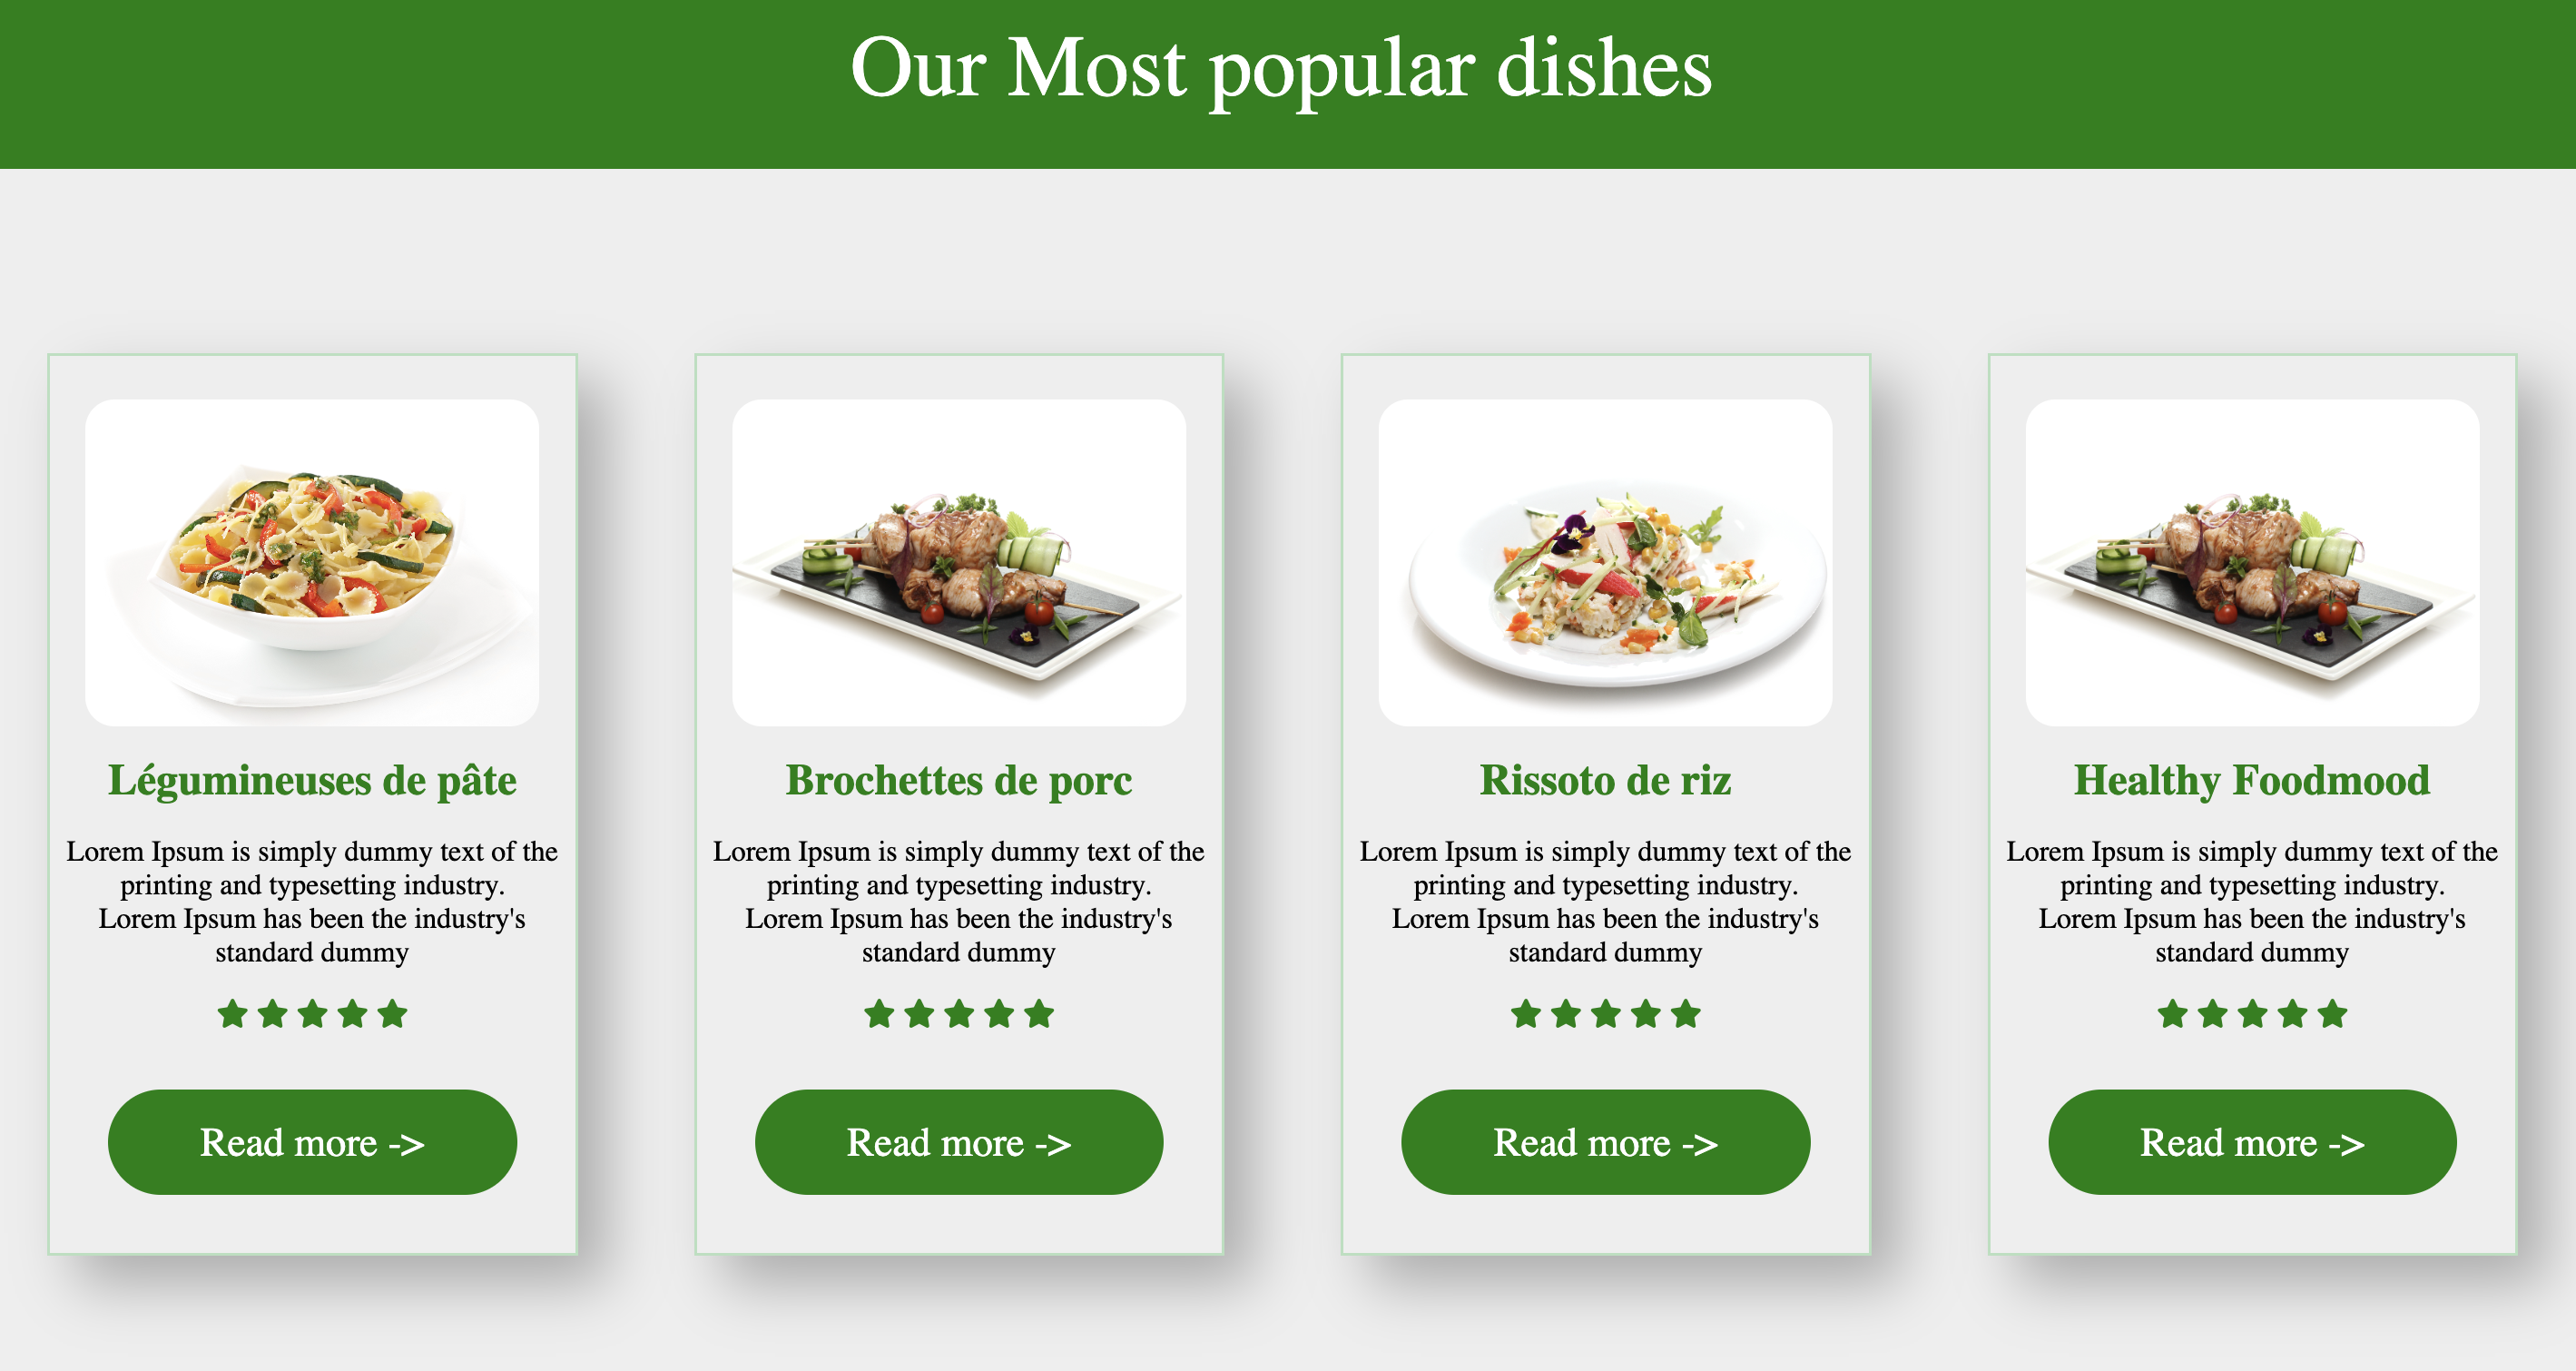 Our Most popular dishes
Légumineuses de pâte
Lorem Ipsum is simply dummy text of the
printing and typesetting industry.
Lorem Ipsum has been the industry's
standard dummy
Read more ->
Brochettes de porc
Lorem Ipsum is simply dummy text of the
printing and typesetting industry.
Lorem Ipsum has been the industry's
standard dummy
Read more ->
Rissoto de riz
Lorem Ipsum is simply dummy text of the
printing and typesetting industry.
Lorem Ipsum has been the industry's
standard dummy
Read more ->
Healthy Foodmood
Lorem Ipsum is simply dummy text of the
printing and typesetting industry.
Lorem Ipsum has been the industry's
standard dummy
Read more ->